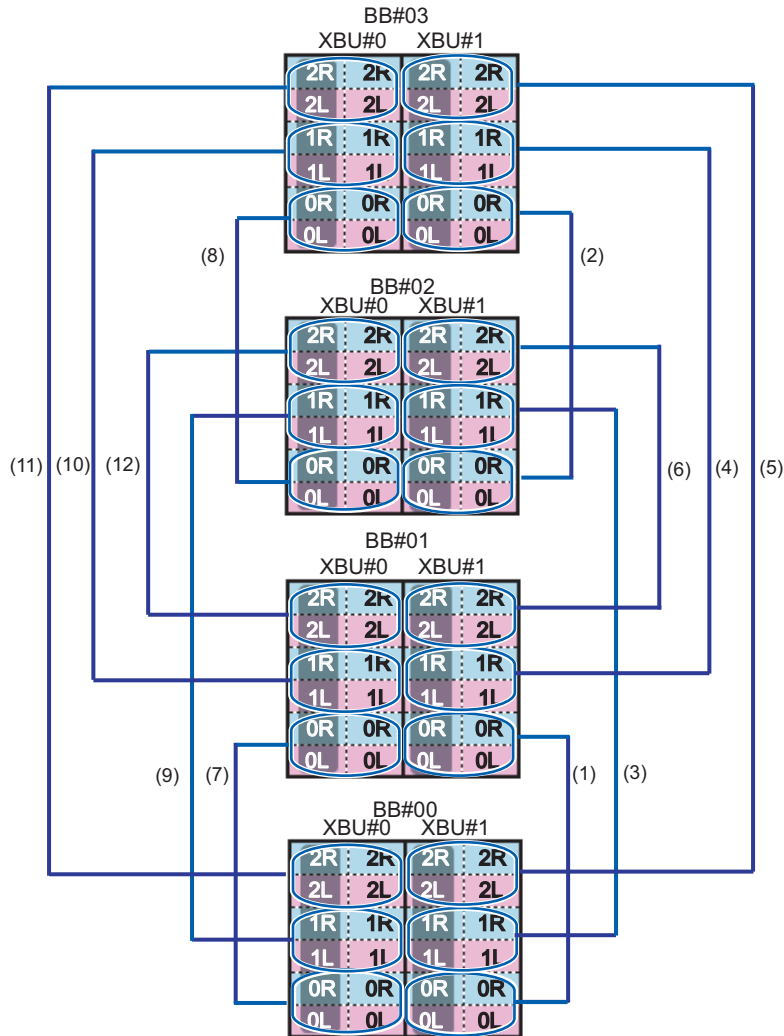 BB#03
XBU#0 XBU#1
2R 2R 2R 2R
2L 2L 2L 2L
1R 1R 1R 1R
1L 1L 1L 1L
0R 0R 0R 0R
0L 0L 0L 0L
(8) (2)
BB#02
XBU#0 XBU#1
2R 2R 2R 2R
2L 2L 2L 2L
1R 1R 1R 1R
1L 1L 1L 1L
0R 0R 0R 0R
0L 0L 0L 0L
(11) (10) (12) (6) (4) (5)
BB#01
XBU#0 XBU#1
2R 2R 2R 2R
2L 2L 2L 2L
1R 1R 1R 1R
1L 1L 1L 1L
0R 0R 0R 0R
0L 0L 0L 0L
(9) (7) (1) (3)
BB#00
XBU#0 XBU#1
2R 2R 2R 2R
2L 2L 2L 2L
1R 1R 1R 1R
1L 1L 1L 1L
0R 0R 0R 0R
0L 0L 0L 0L